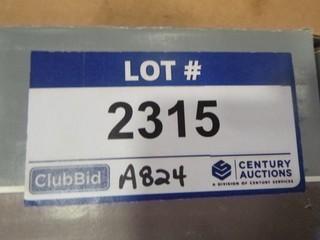 LOT #
2315
ClubBid A824 CENTURY AUCTIONS
A DIVISION OF CENTURY SERVICES